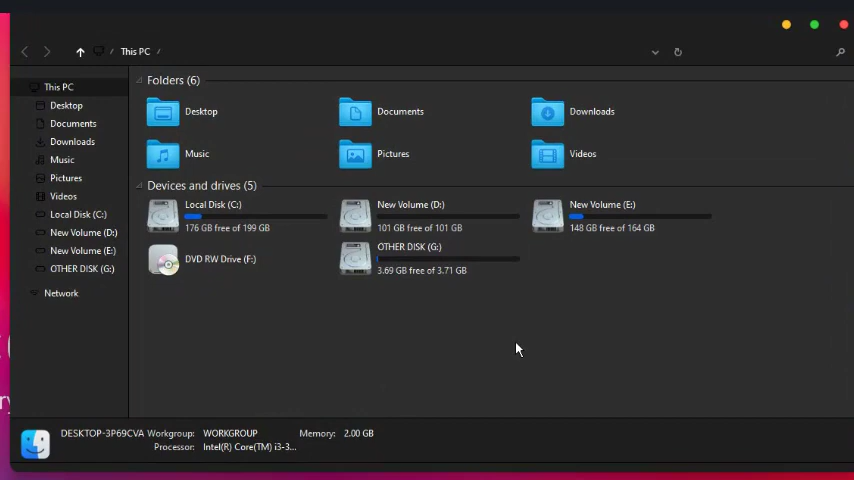 This PC
This PC
Desktop
Documents
Downloads
Music
Pictures
Videos
Local Disk (C:)
New Volume (D:)
New Volume (E:)
OTHER DISK (G:)
Network
Folders (6)
Desktop
Documents
Downloads
Music
Pictures
Videos
Devices and drives (5)
Local Disk (C:)
176 GB free of 199 GB
New Volume (D:)
101 GB free of 101 GB
New Volume (E:)
148 GB free of 164 GB
DVD RW Drive (F:)
OTHER DISK (G:)
3.69 GB free of 3.71 GB
DESKTOP-3P69CVA Workgroup: WORKGROUP Memory: 2.00 GB
Processor: Intel(R) Core(TM) i3-3...